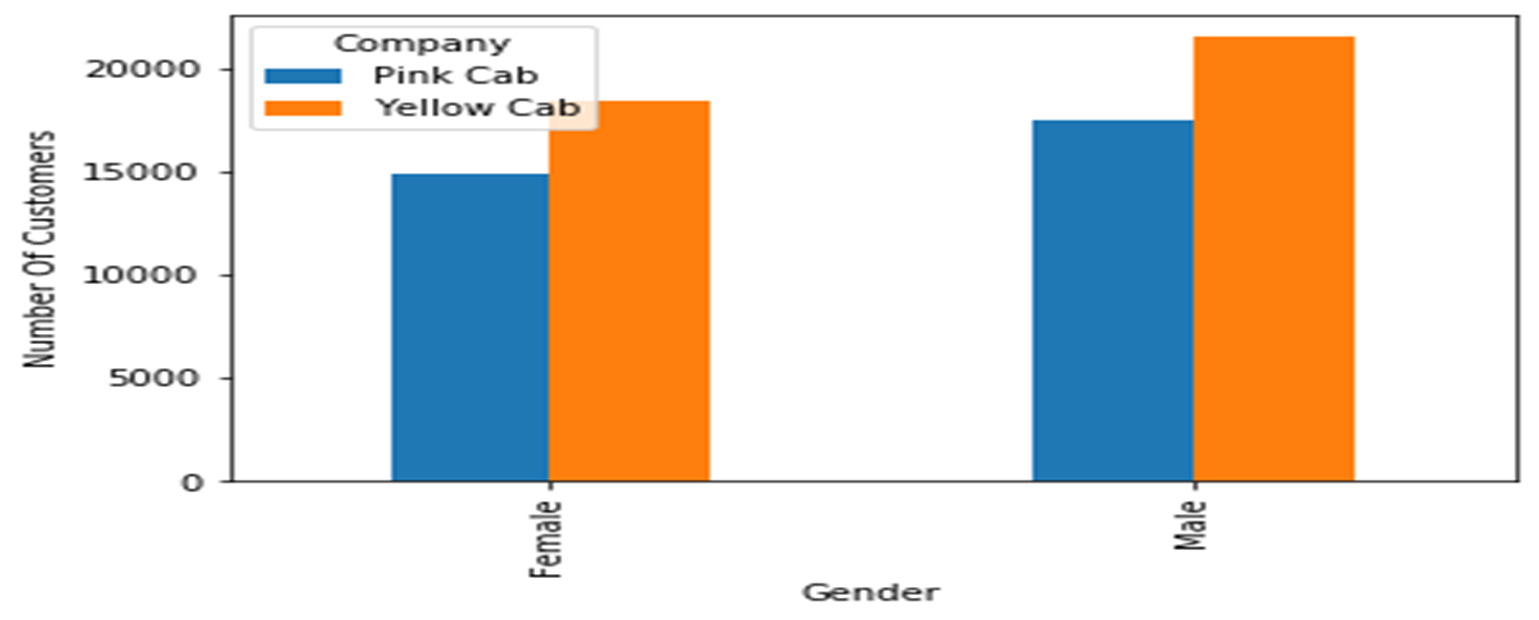 Company
Pink Cab
Yellow Cab
Number Of Customers
20000
15000
10000
5000
0
Female
Male
Gender